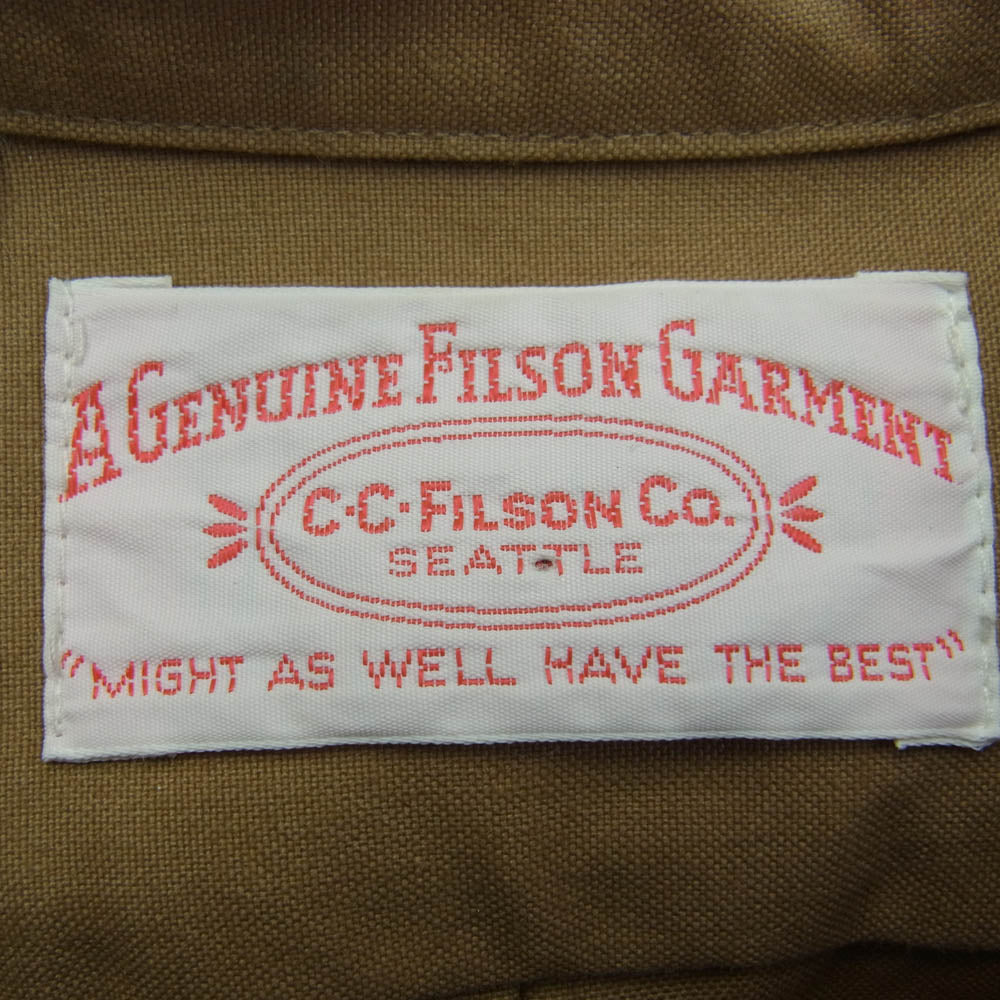 A GENUINE FILSON GARMENT
C·C·FILSON CO.
SEATTLE
"MIGHT AS WELL HAVE THE BEST"